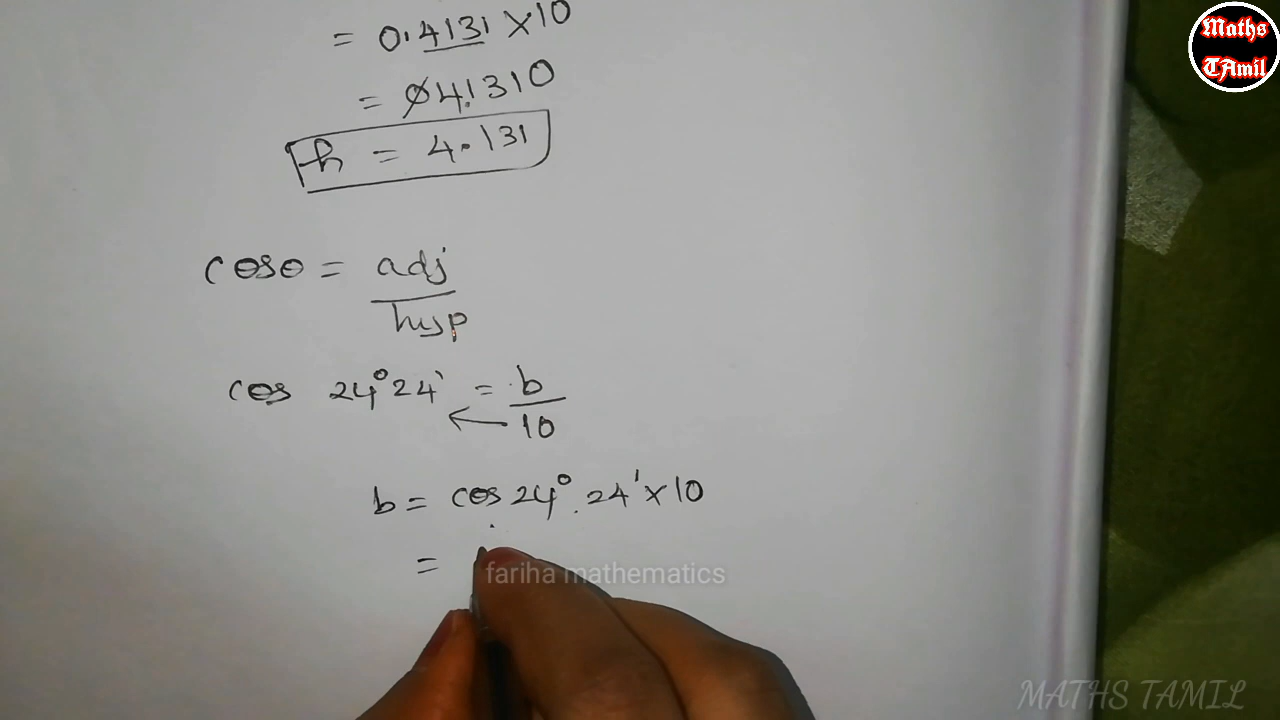 = 0.4131 × 10
= 04.1310
h = 4.131
cosθ = adj
hyp
cos 24° 24' = b
10
b = cos 24° 24' × 10
=
fariha mathematics
Maths
TAmil
MATHS TAMIL